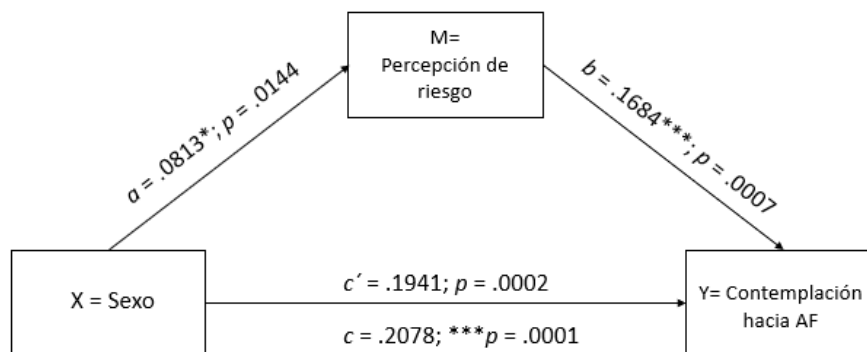 M=
Percepción de
riesgo
a = .0813*; p = .0144
b = .1684***; p = .0007
X = Sexo
c´ = .1941; p = .0002
c = .2078; ***p = .0001
Y= Contemplación
hacia AF